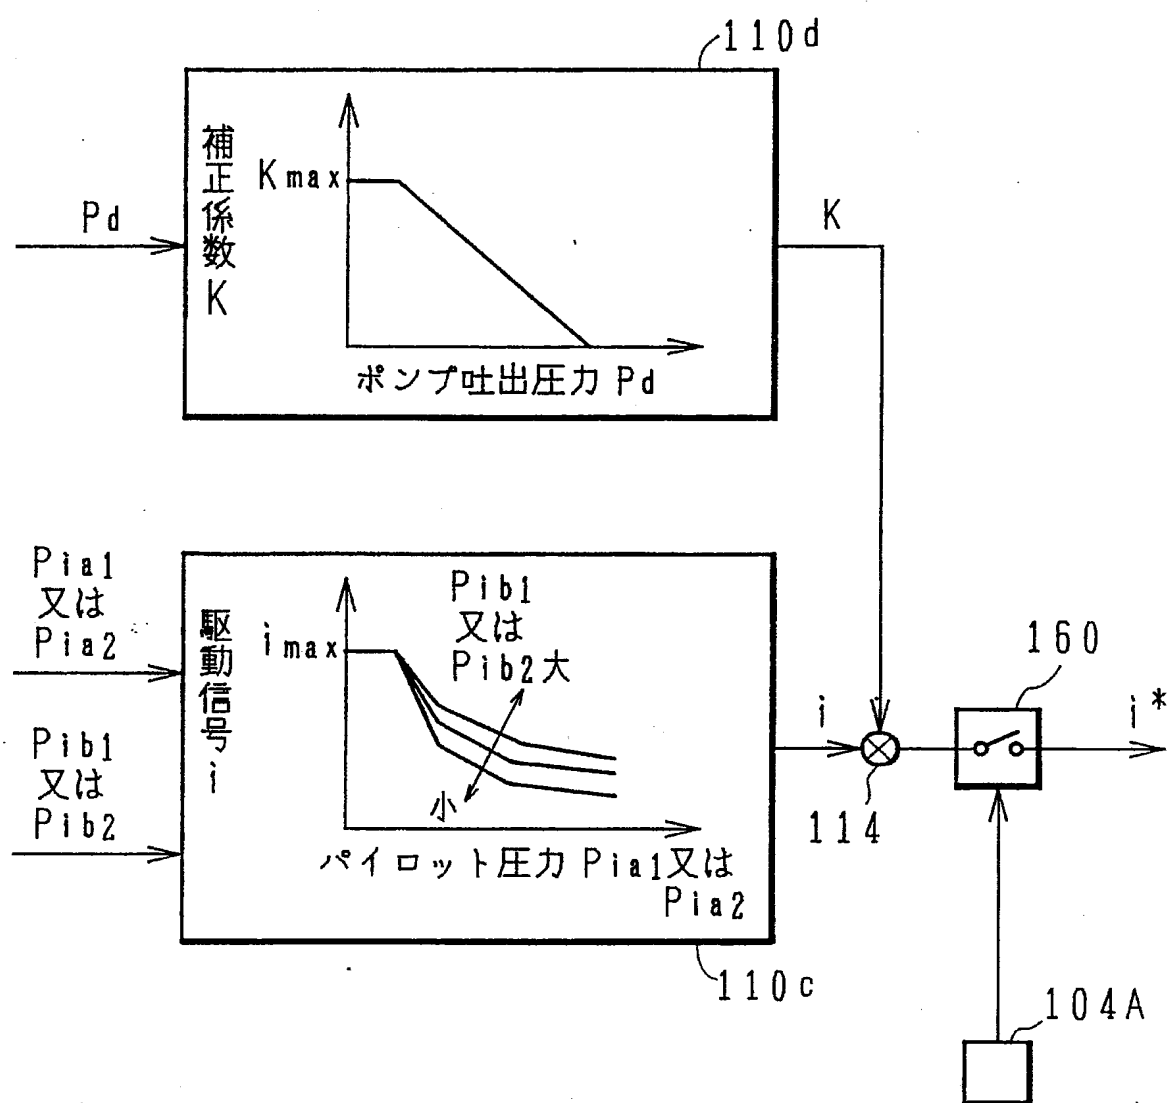 110d
補正係数K
Kmax
Pd
K
ポンプ吐出圧力 Pd
Pia1
又は
Pia2
Pib1
又は
Pib2
駆動信号i
imax
Pib1
又は
Pib2大
小
パイロット圧力 Pia1又は
Pia2
110c
i
114
160
i*
104A